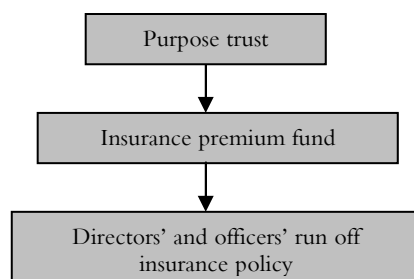 Purpose trust
Insurance premium fund
Directors’ and officers’ run off
insurance policy